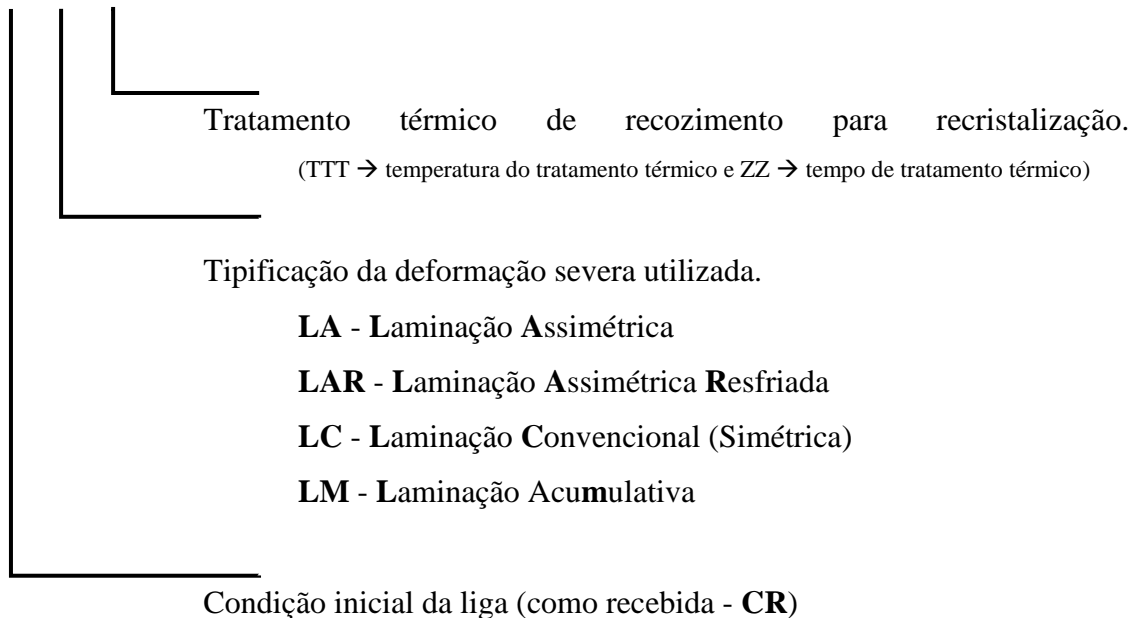 Tratamento térmico de recozimento para recristalização.
(TTT → temperatura do tratamento térmico e ZZ → tempo de tratamento térmico)
Tipificação da deformação severa utilizada.
LA - Laminação Assimétrica
LAR - Laminação Assimétrica Resfriada
LC - Laminação Convencional (Simétrica)
LM - Laminação Acumulativa
Condição inicial da liga (como recebida - CR)